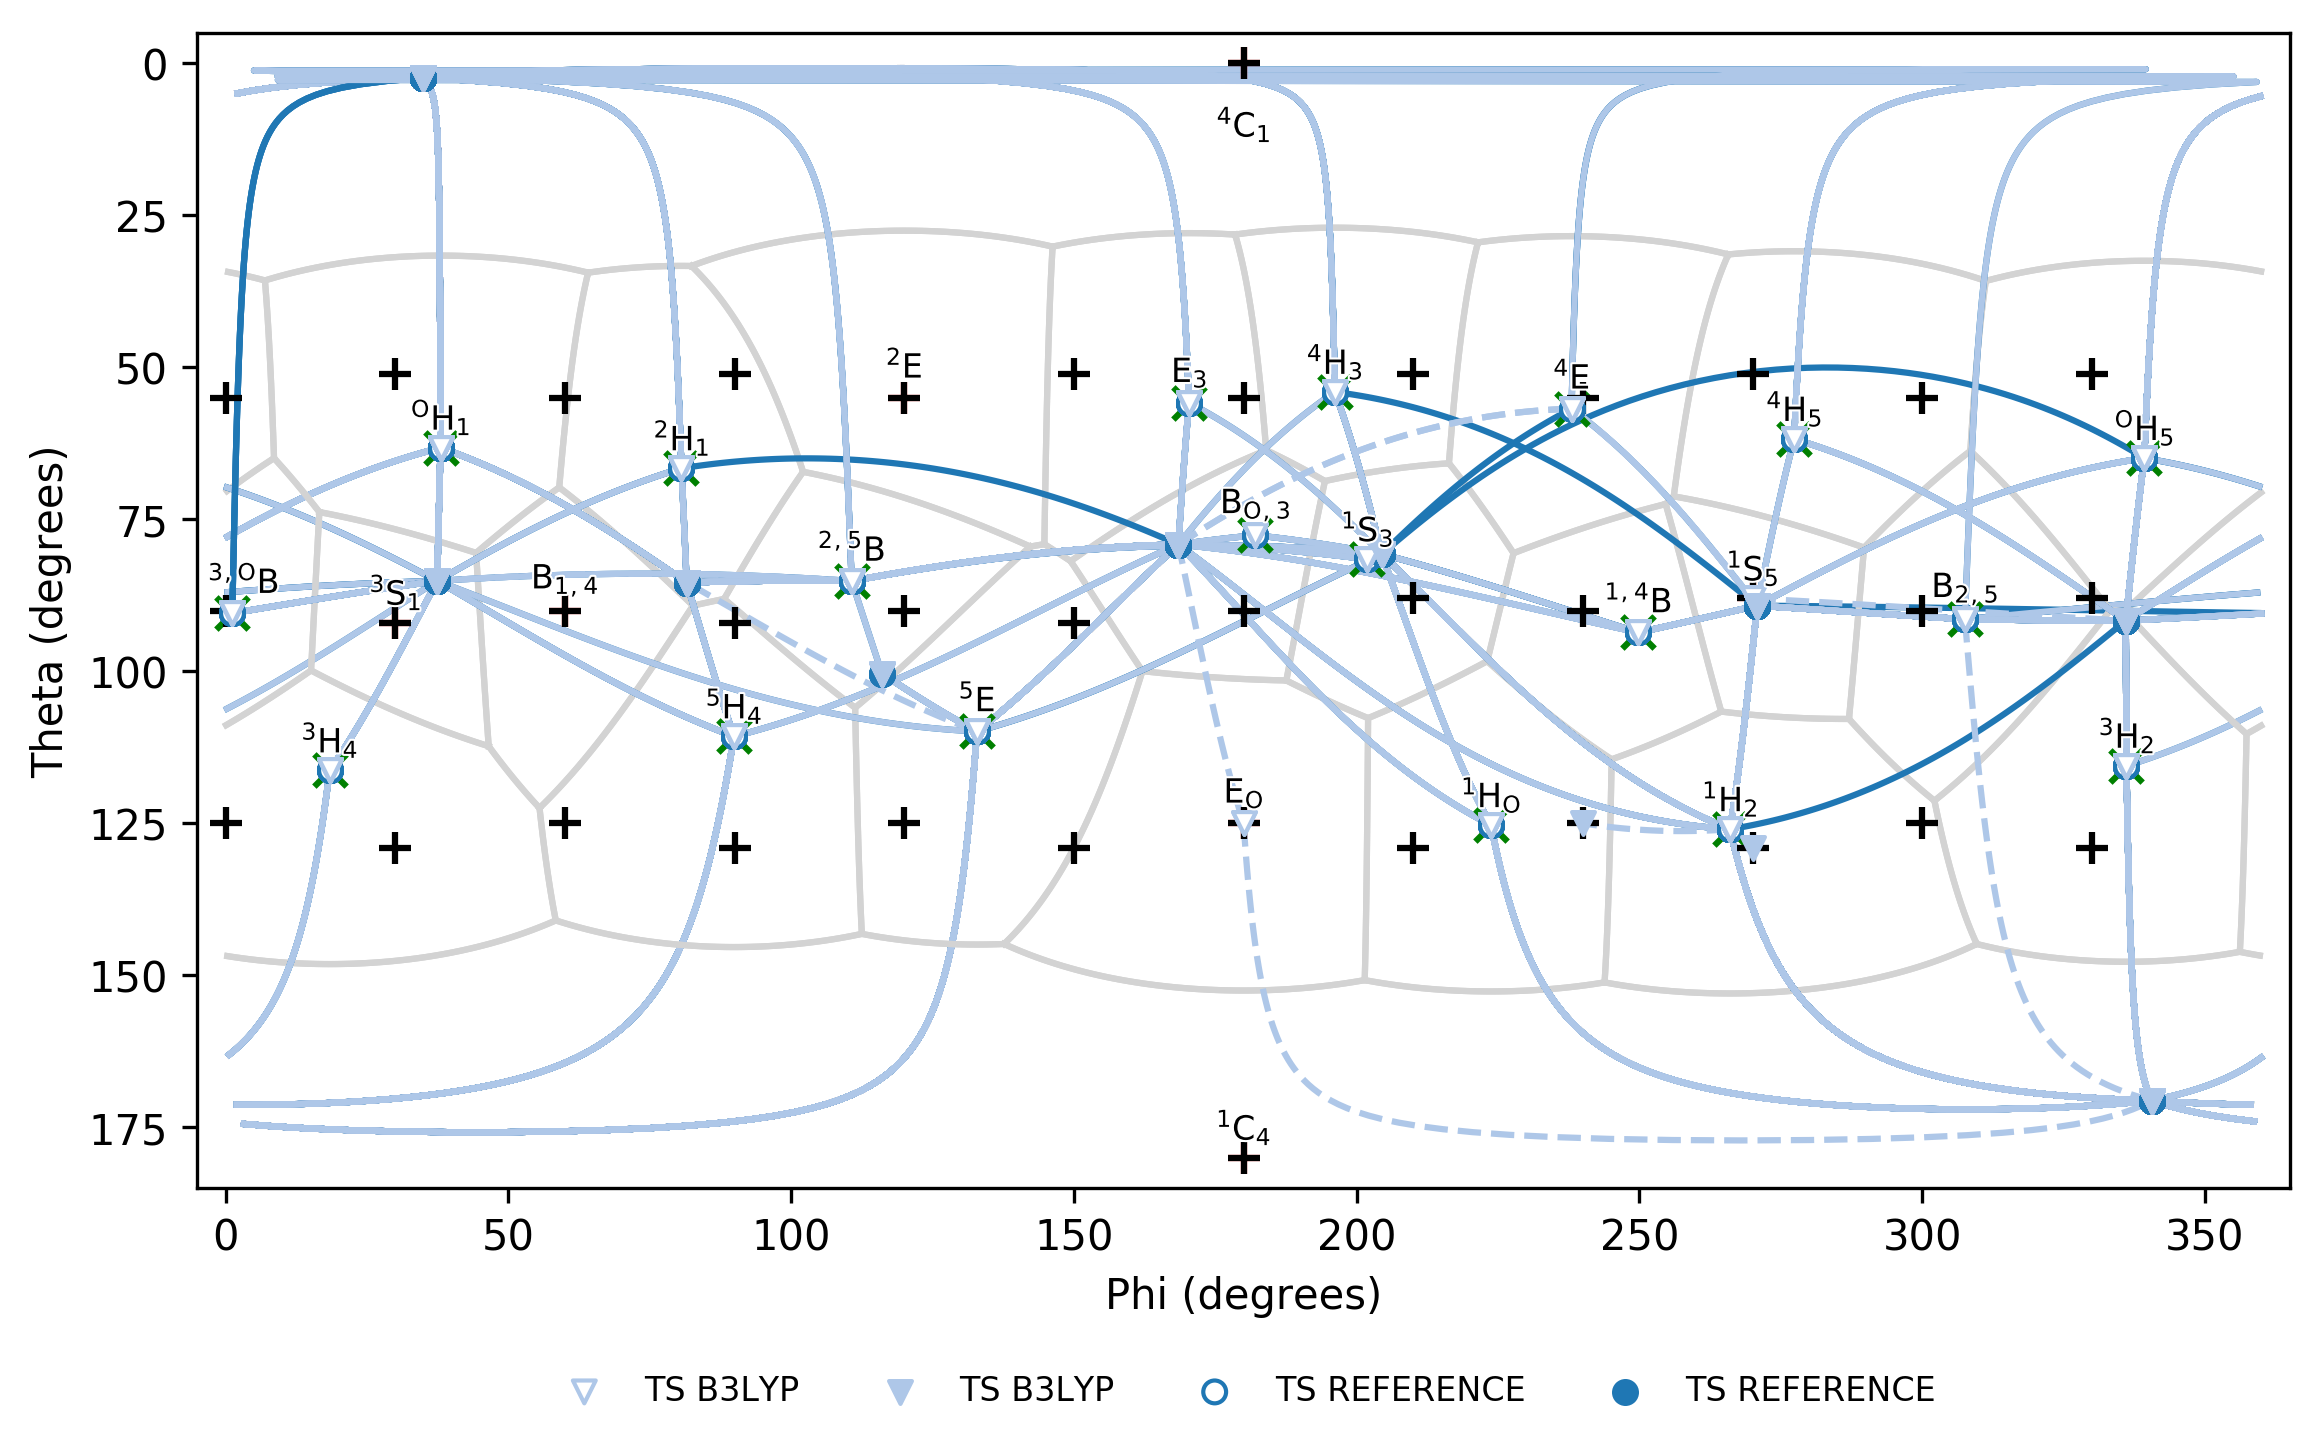 0
⁴C₁
25
50
²E
E₃
⁴H₃
⁴E
⁴H₅
ᴼH₅
ᴼH₁
²H₁
75
B_O,3
¹S₃
²,⁵B
¹S₅
³,ᴼB
³S₁
B₁,₄
¹,⁴B
B₂,₅
100
⁵E
⁵H₄
³H₄
³H₂
125
E_O
¹H_O
¹H₂
150
175
¹C₄
Theta (degrees)
0 50 100 150 200 250 300 350
Phi (degrees)
TS B3LYP TS B3LYP TS REFERENCE TS REFERENCE